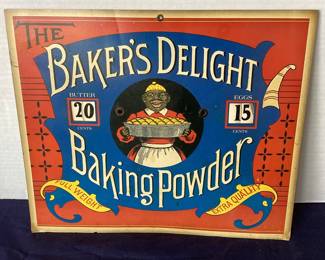 THE
BAKER'S DELIGHT
BUTTER
20
CENTS
EGGS
15
CENTS
Baking Powder
FULL WEIGHT
EXTRA QUALITY